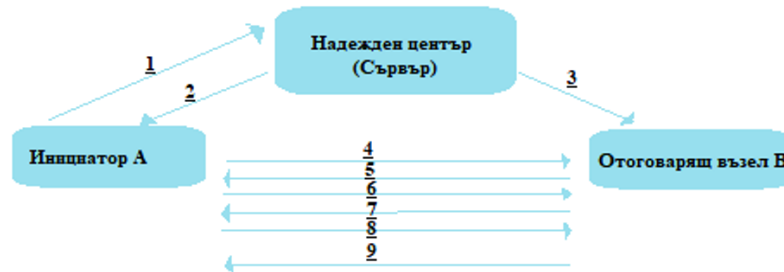 Надежден център
(Сървър)
1
2
3
Инициатор А
Отоговарящ възел В
4
5
6
7
8
9